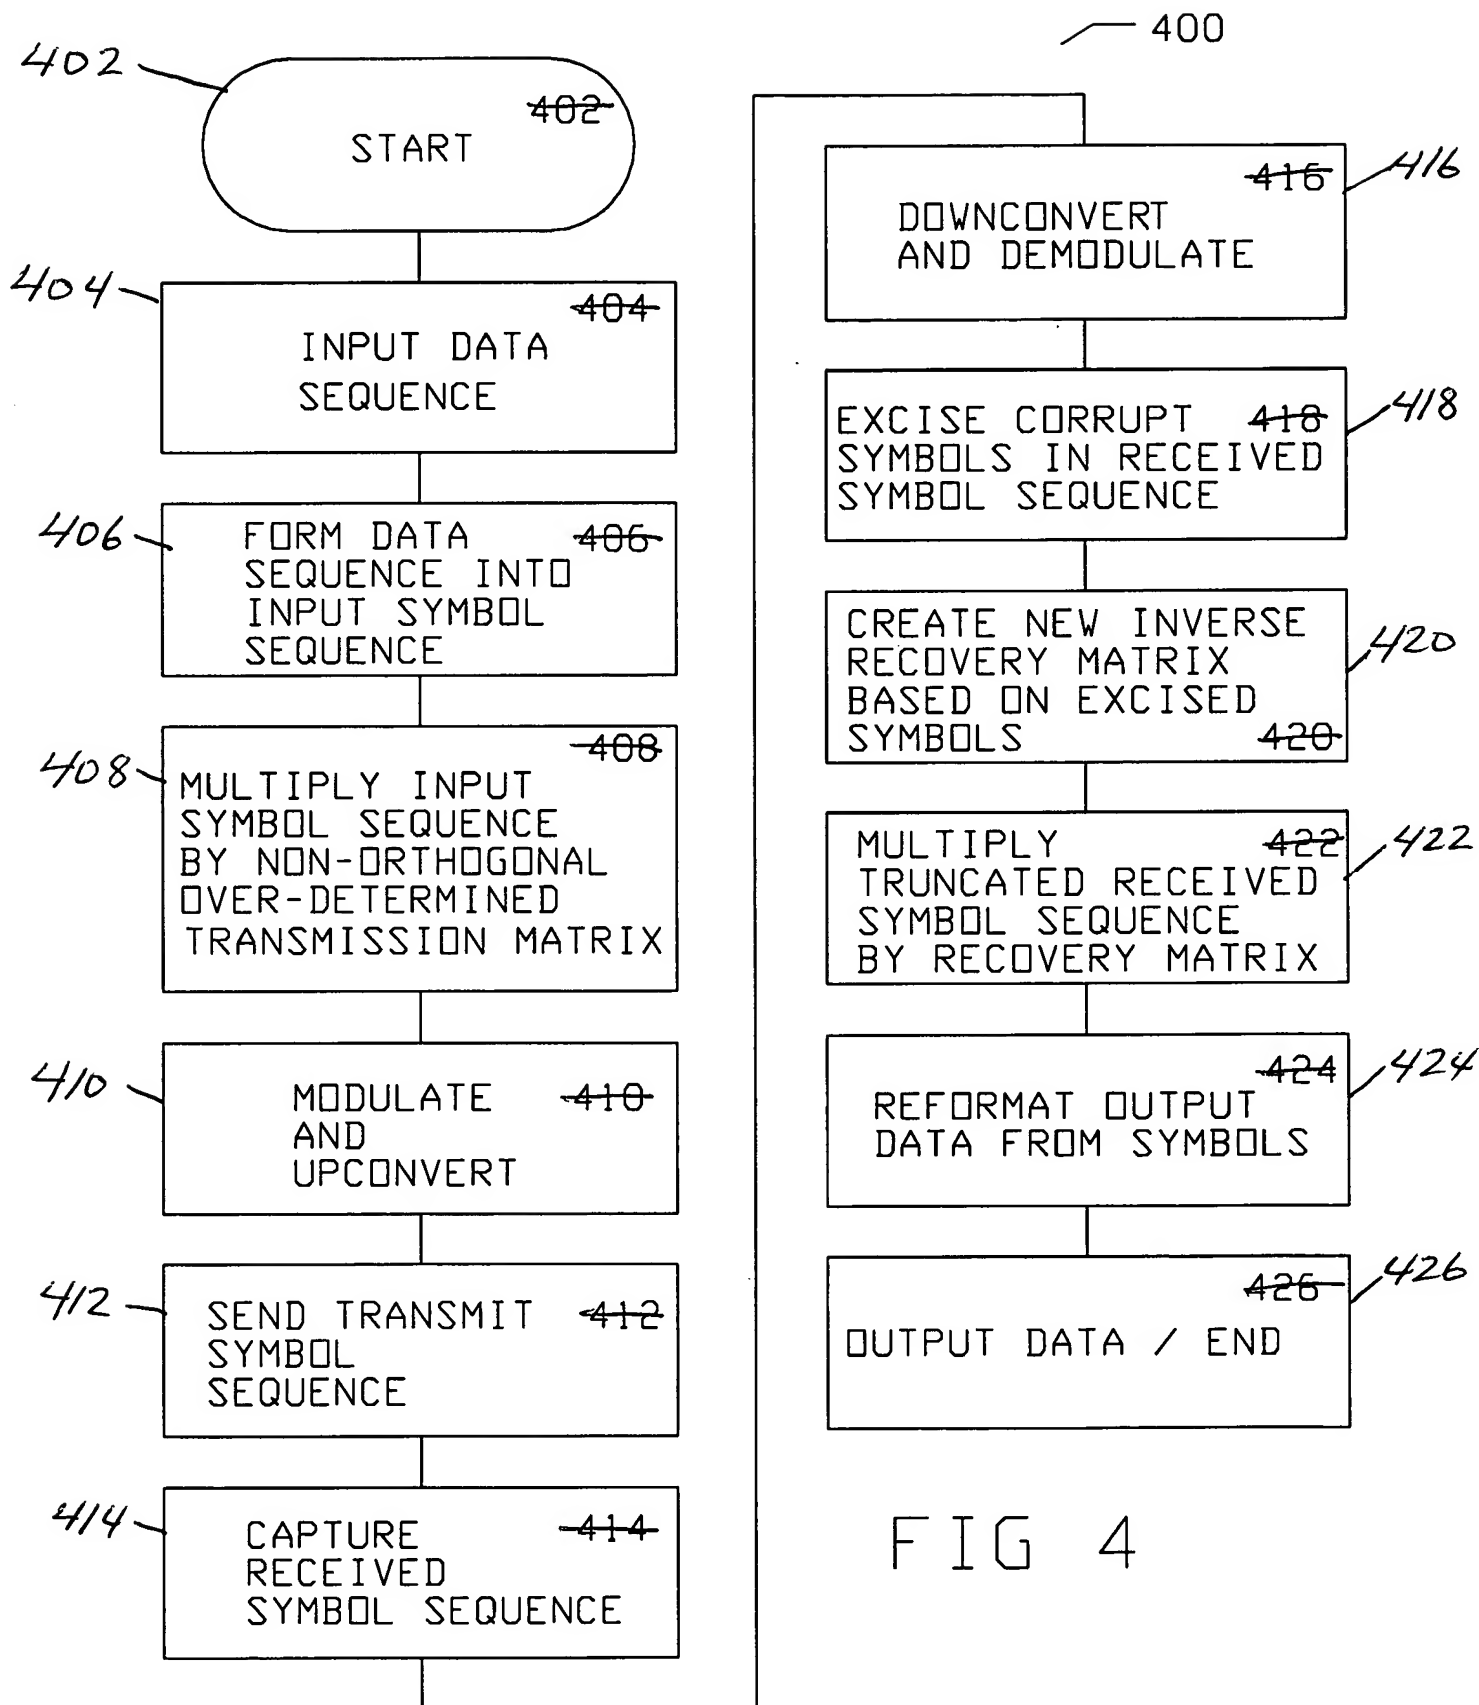 400
402
402
START
404
404
INPUT DATA
SEQUENCE
406
FORM DATA 406
SEQUENCE INTO
INPUT SYMBOL
SEQUENCE
408
408
MULTIPLY INPUT
SYMBOL SEQUENCE
BY NON-ORTHOGONAL
OVER-DETERMINED
TRANSMISSION MATRIX
410
MODULATE 410
AND
UPCONVERT
412
SEND TRANSMIT 412
SYMBOL
SEQUENCE
414
CAPTURE 414
RECEIVED
SYMBOL SEQUENCE
416
416
DOWNCONVERT
AND DEMODULATE
418
EXCISE CORRUPT 418
SYMBOLS IN RECEIVED
SYMBOL SEQUENCE
420
CREATE NEW INVERSE
RECOVERY MATRIX
BASED ON EXCISED
SYMBOLS 420
422
MULTIPLY 422
TRUNCATED RECEIVED
SYMBOL SEQUENCE
BY RECOVERY MATRIX
424
424
REFORMAT OUTPUT
DATA FROM SYMBOLS
426
426
OUTPUT DATA / END
FIG 4